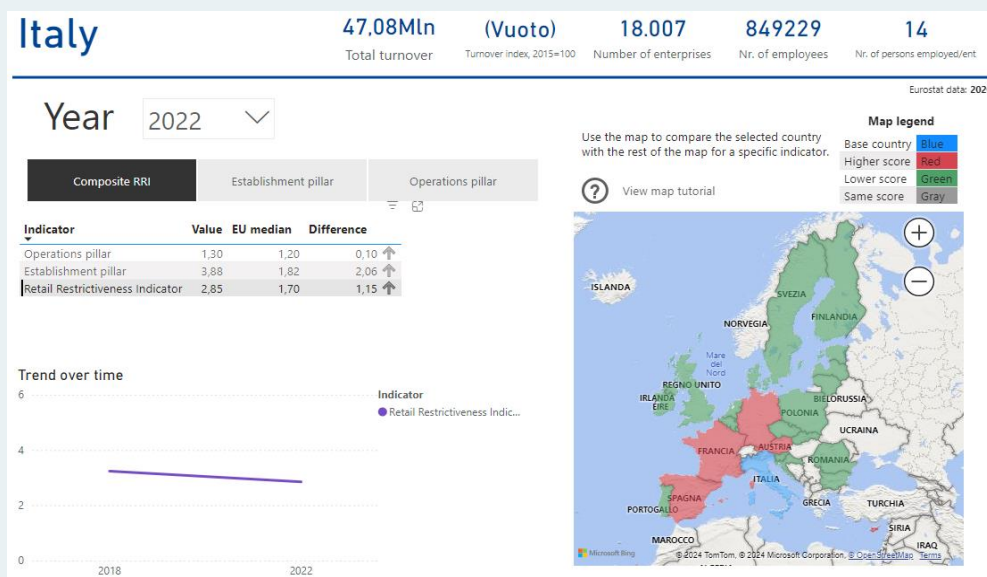 Italy
47,08Mln
Total turnover
(Vuoto)
Turnover index, 2015=100
18.007
Number of enterprises
849229
Nr. of employees
14
Nr. of persons employed/ent
Eurostat data: 202
Year
2022
Composite RRI
Establishment pillar
Operations pillar
Indicator Value EU median Difference
Operations pillar 1,30 1,20 0,10
Establishment pillar 3,88 1,82 2,06
Retail Restrictiveness Indicator 2,85 1,70 1,15
Trend over time
6
4
2
0
2018
2022
Indicator
Retail Restrictiveness Indic...
Use the map to compare the selected country
with the rest of the map for a specific indicator.
? View map tutorial
Map legend
Base country Blue
Higher score Red
Lower score Green
Same score Gray
ISLANDA
SVEZIA
FINLANDIA
NORVEGIA
Mare
del
Nord
REGNO UNITO
IRLANDA
EIRE
BIELORUSSIA
POLONIA
UCRAINA
FRANCIA
AUSTRIA
ROMANIA
ITALIA
SPAGNA
PORTOGALLO
GRECIA
TURCHIA
SIRIA
MAROCCO
IRAQ
Microsoft Bing
© 2024 TomTom, © 2024 Microsoft Corporation, © OpenStreetMap Terms